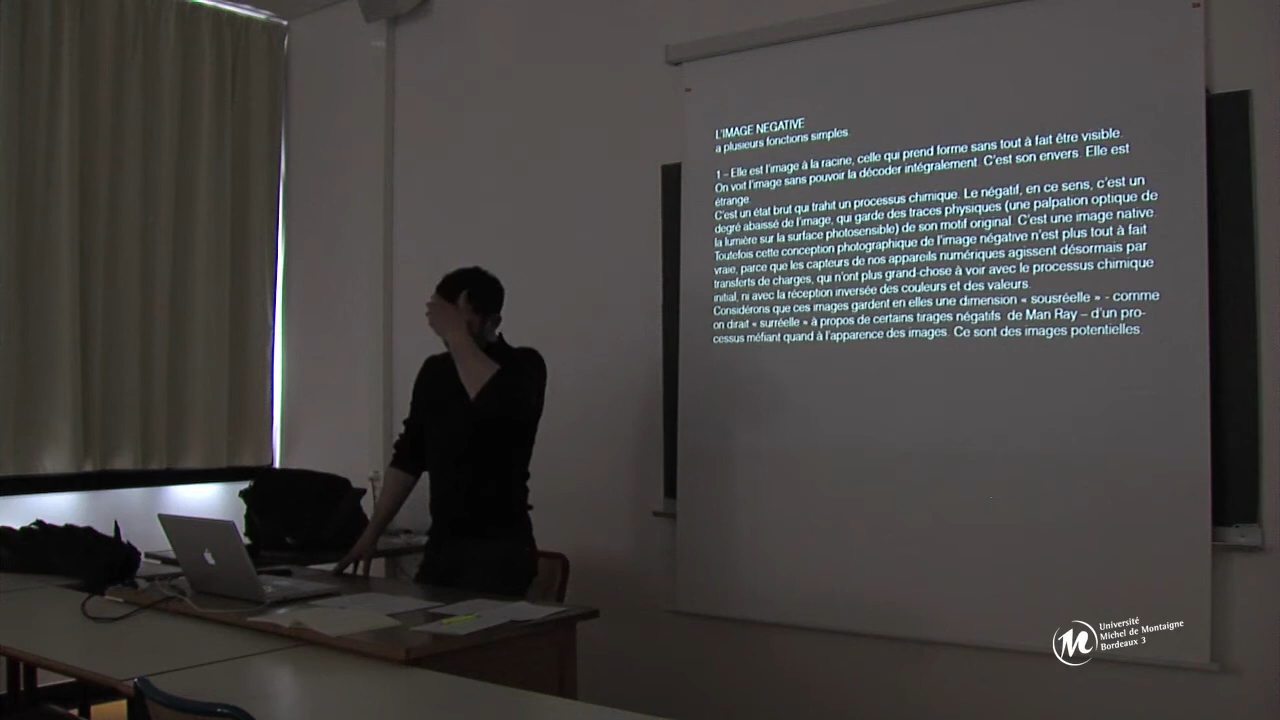 L'IMAGE NEGATIVE
a plusieurs fonctions simples.
1 – Elle est l'image à la racine, celle qui prend forme sans tout à fait être visible.
On voit l'image sans pouvoir la décoder intégralement. C'est son envers. Elle est
étrange.
C'est un état brut qui trahit un processus chimique. Le négatif, en ce sens, c'est un
degré abaissé de l'image, qui garde des traces physiques (une palpation optique de
la lumière sur la surface photosensible) de son motif original. C'est une image native.
Toutefois cette conception photographique de l'image négative n'est plus tout à fait
vraie, parce que les capteurs de nos appareils numériques agissent désormais par
transferts de charges, qui n'ont plus grand-chose à voir avec le processus chimique
initial, ni avec la réception inversée des couleurs et des valeurs.
Considérons que ces images gardent en elles une dimension « sousréelle » - comme
on dirait « surréelle » à propos de certains tirages négatifs de Man Ray – d'un pro-
cessus méfiant quant à l'apparence des images. Ce sont des images potentielles.
Université
Michel de Montaigne
Bordeaux 3